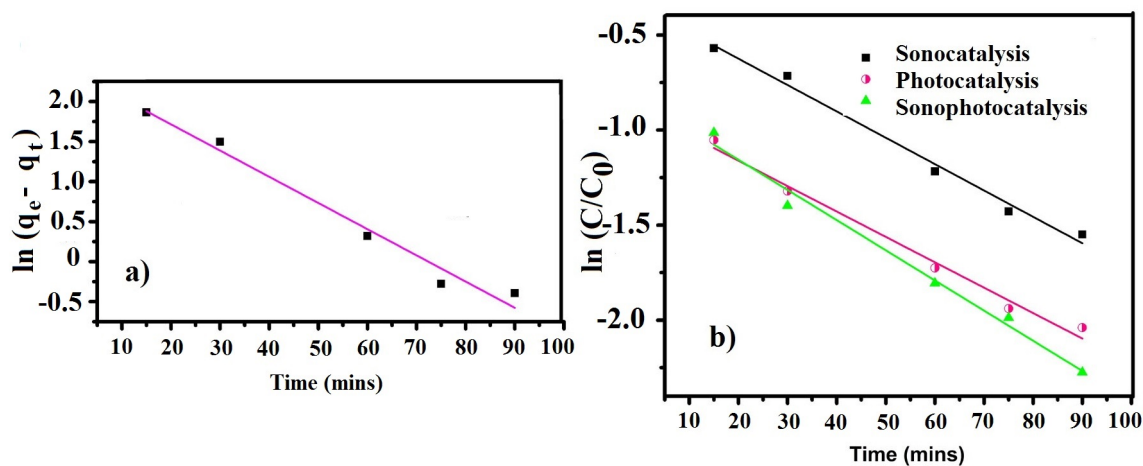 2.0
1.5
1.0
0.5
0
-0.5
ln (qe- qt)
a)
10 20 30 40 50 60 70 80 90 100
Time (mins)
-0.5
-1.0
-1.5
-2.0
ln (C/C0)
Sonocatalysis
Photocatalysis
Sonophotocatalysis
b)
10 20 30 40 50 60 70 80 90 100
Time (mins)